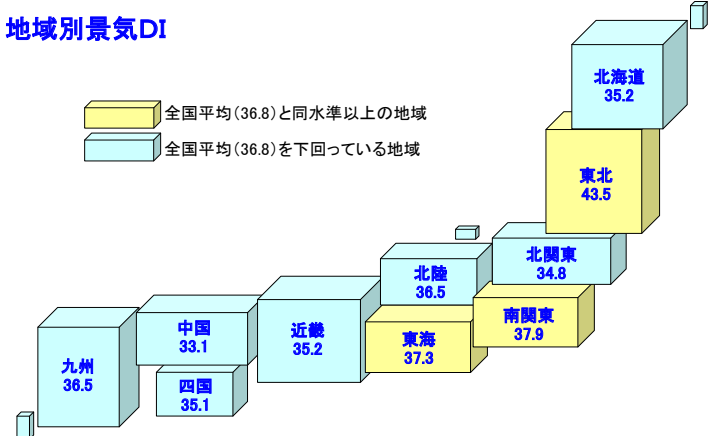 地域別景気DI
全国平均(36.8)と同水準以上の地域
全国平均(36.8)を下回っている地域
北海道
35.2
東北
43.5
北関東
34.8
北陸
36.5
南関東
37.9
東海
37.3
近畿
35.2
中国
33.1
四国
35.1
九州
36.5